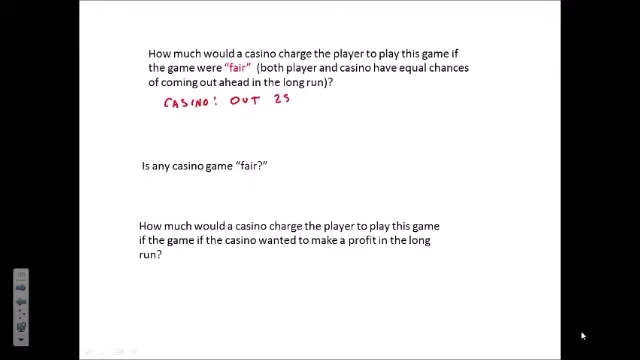 How much would a casino charge the player to play this game if
the game were “fair” (both player and casino have equal chances
of coming out ahead in the long run)?
CASINO: OUT 25
Is any casino game “fair?”
How much would a casino charge the player to play this game
if the game if the casino wanted to make a profit in the long
run?